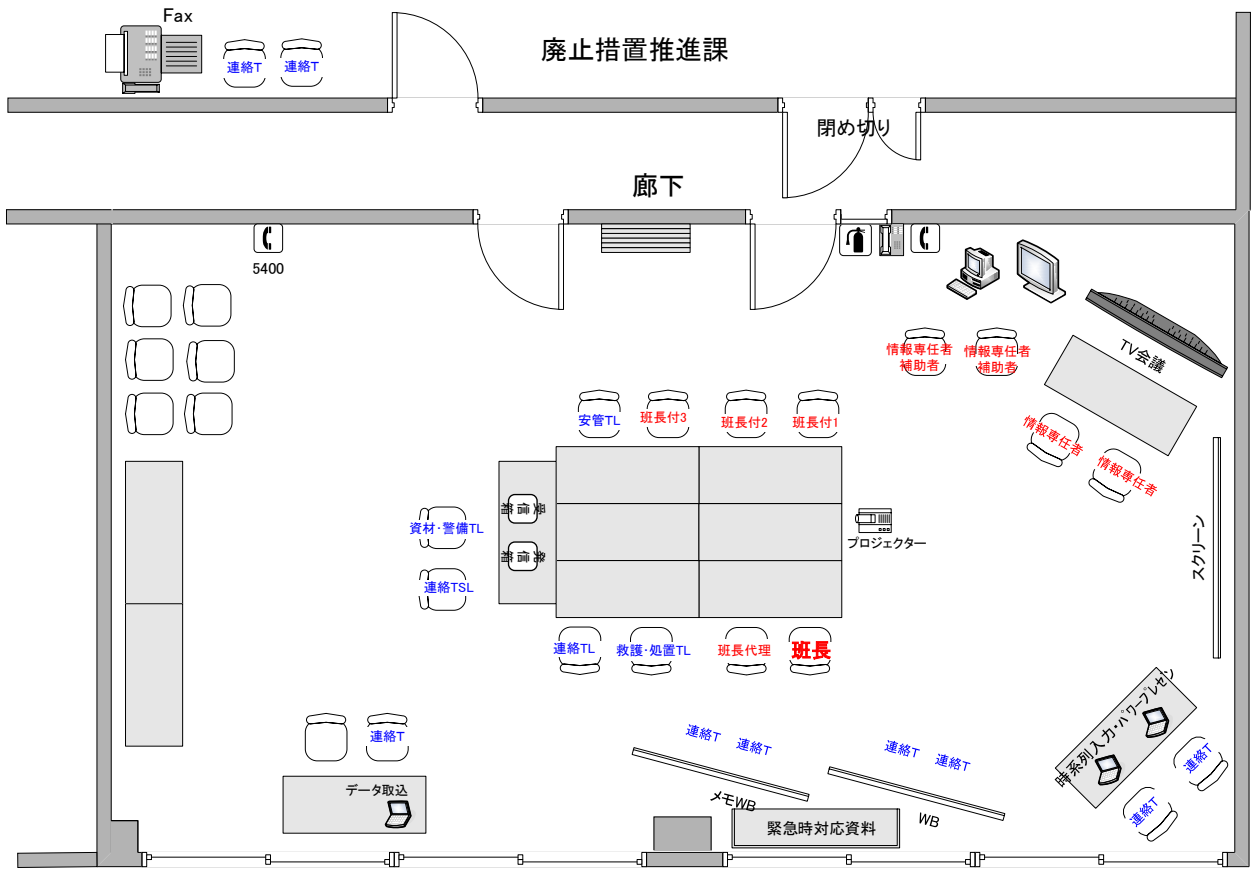 Fax
連絡T
連絡T
廃止措置推進課
閉め切り
廊下
5400
情報専任者
補助者
情報専任者
補助者
TV会議
情報専任者
情報専任者
スクリーン
安管TL
班長付3
班長付2
班長付1
受信箱
発信箱
資材・警備TL
連絡TSL
プロジェクター
連絡TL
救護・処置TL
班長代理
班長
連絡T
データ取込
連絡T
連絡T
連絡T
連絡T
メモWB
WB
緊急時対応資料
時系列入力・パワープレゼン
連絡T
連絡T